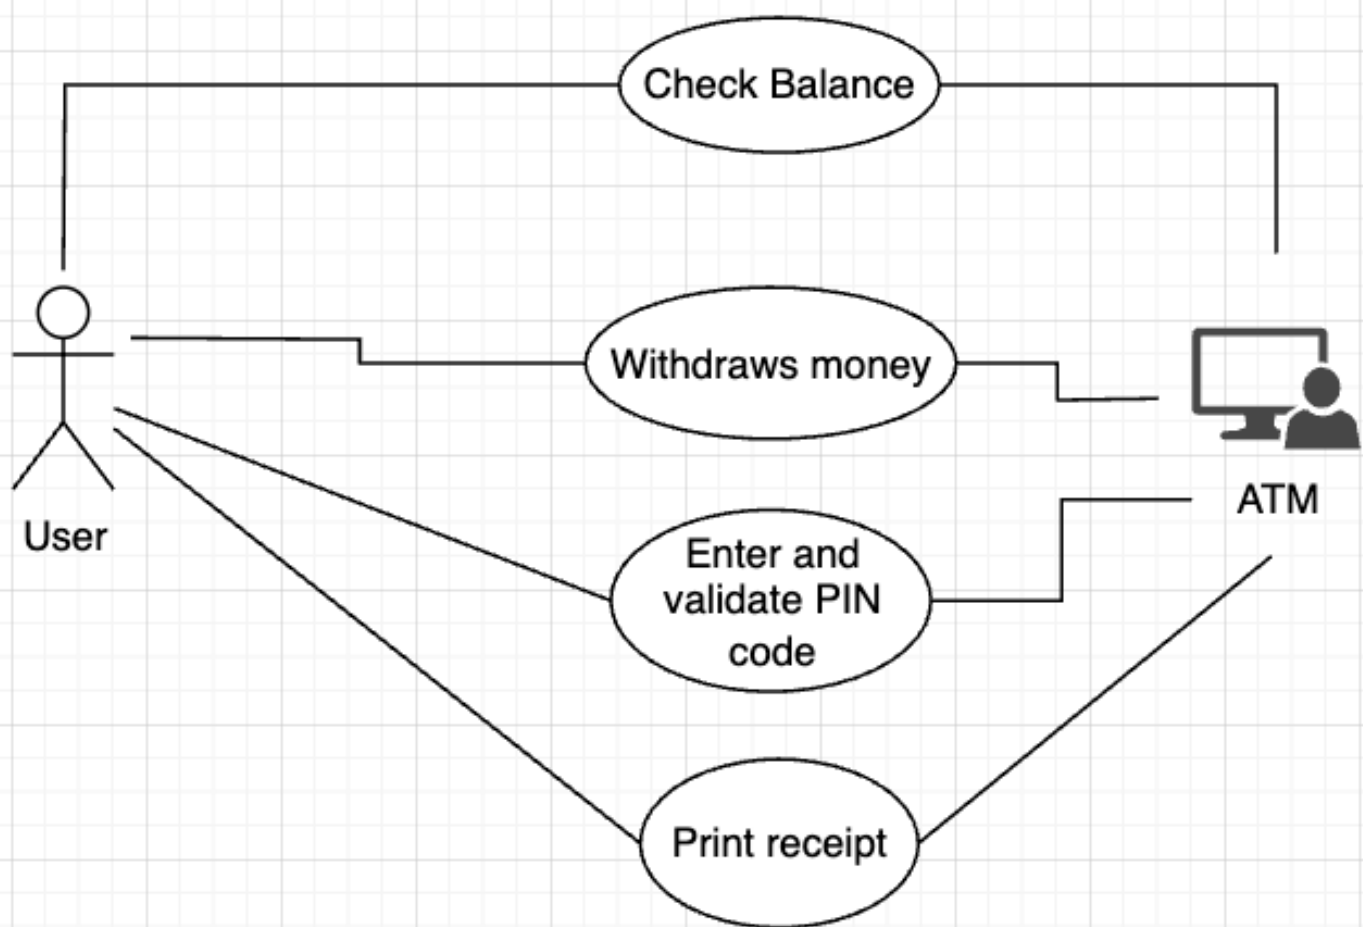 Check Balance
Withdraws money
User
ATM
Enter and
validate PIN
code
Print receipt